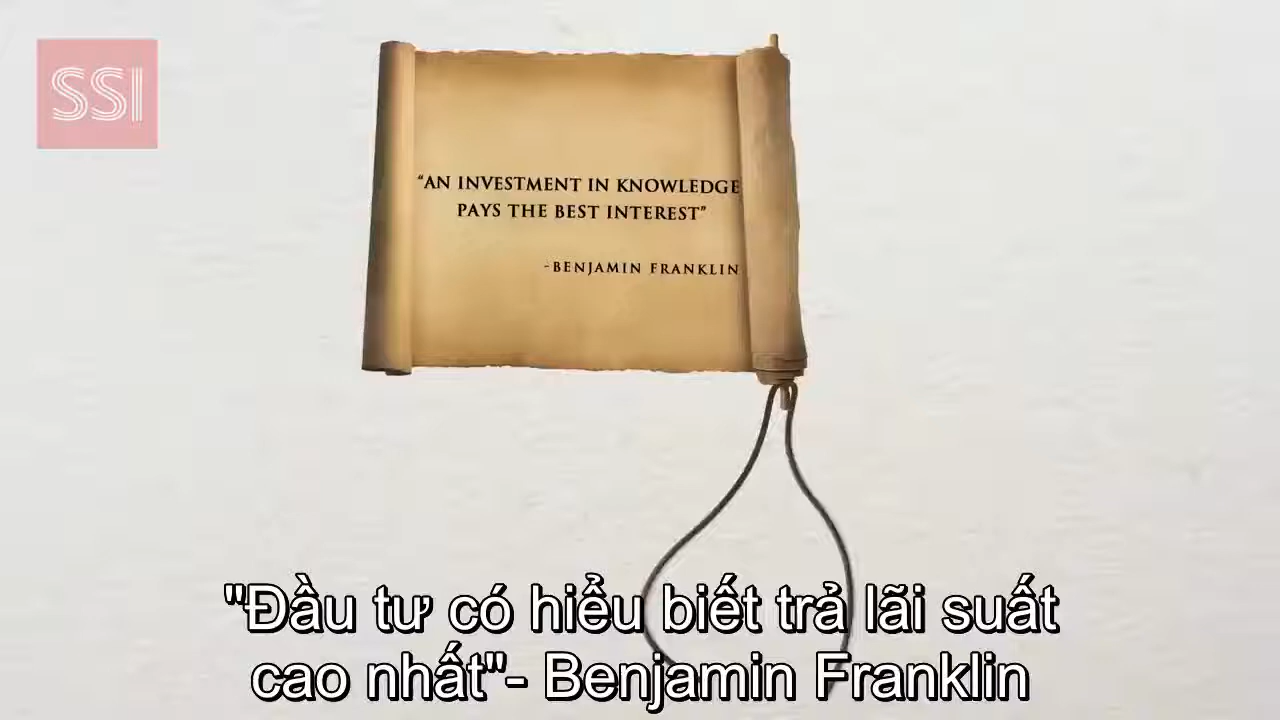 SSI
“AN INVESTMENT IN KNOWLEDGE
PAYS THE BEST INTEREST”
-BENJAMIN FRANKLIN
"Đầu tư có hiểu biết trả lãi suất
cao nhất"- Benjamin Franklin